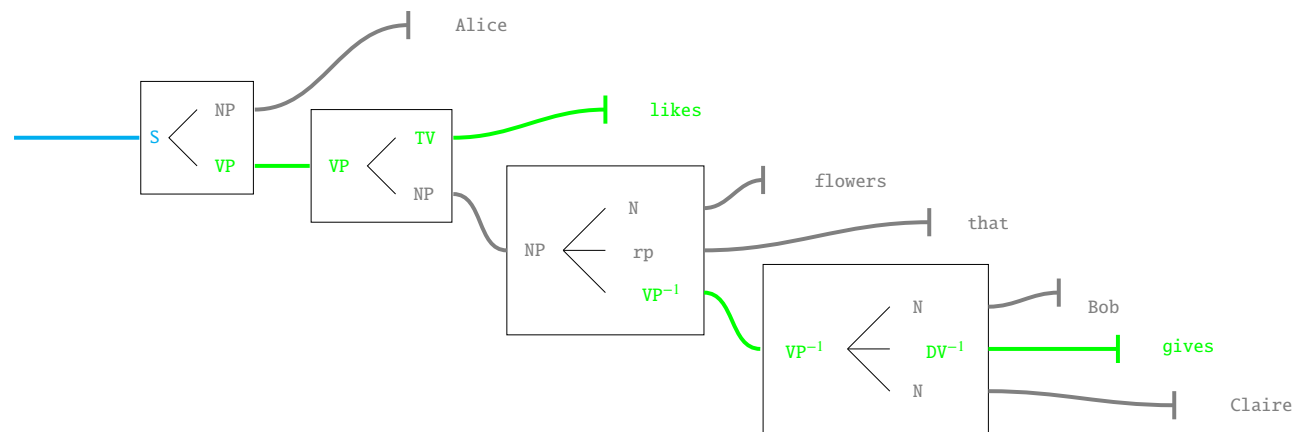 Alice
NP
S
VP
likes
TV
VP
NP
flowers
N
that
NP
rp
VP⁻¹
Bob
N
gives
VP⁻¹
DV⁻¹
N
Claire